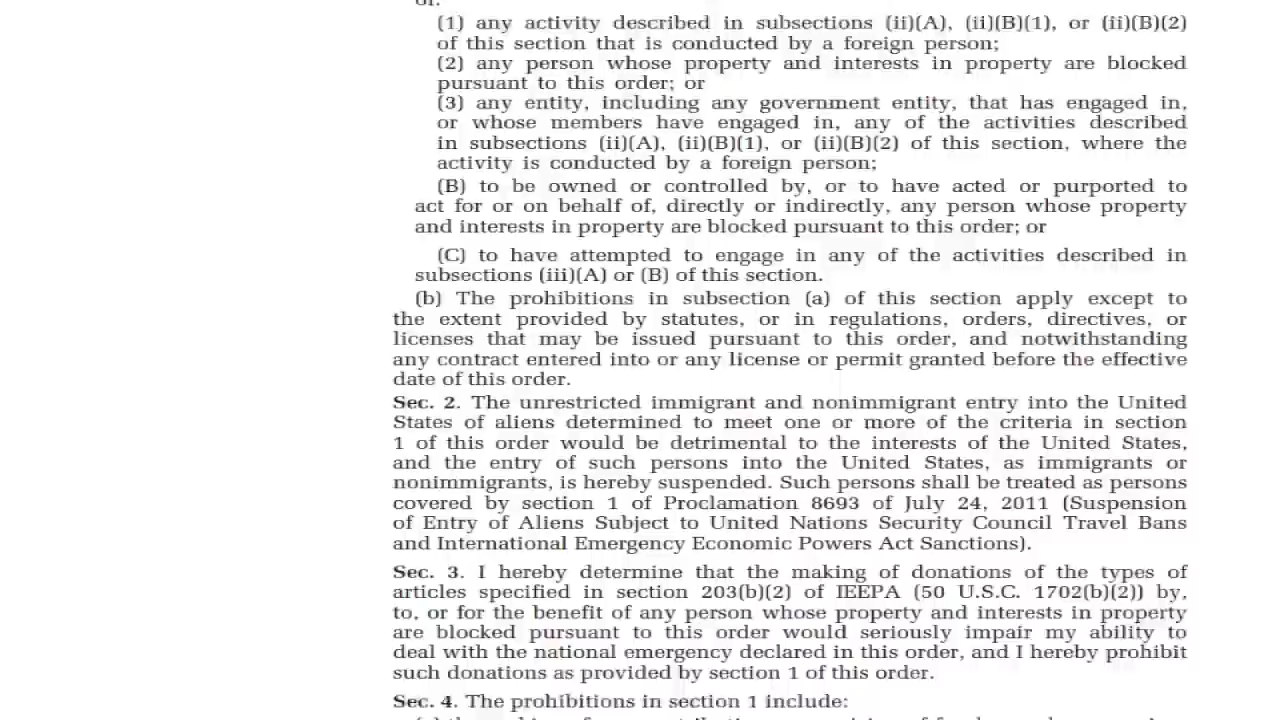 of:
(1) any activity described in subsections (ii)(A), (ii)(B)(1), or (ii)(B)(2)
of this section that is conducted by a foreign person;
(2) any person whose property and interests in property are blocked
pursuant to this order; or
(3) any entity, including any government entity, that has engaged in,
or whose members have engaged in, any of the activities described
in subsections (ii)(A), (ii)(B)(1), or (ii)(B)(2) of this section, where the
activity is conducted by a foreign person;
(B) to be owned or controlled by, or to have acted or purported to
act for or on behalf of, directly or indirectly, any person whose property
and interests in property are blocked pursuant to this order; or
(C) to have attempted to engage in any of the activities described in
subsections (iii)(A) or (B) of this section.
(b) The prohibitions in subsection (a) of this section apply except to
the extent provided by statutes, or in regulations, orders, directives, or
licenses that may be issued pursuant to this order, and notwithstanding
any contract entered into or any license or permit granted before the effective
date of this order.
Sec. 2. The unrestricted immigrant and nonimmigrant entry into the United
States of aliens determined to meet one or more of the criteria in section
1 of this order would be detrimental to the interests of the United States,
and the entry of such persons into the United States, as immigrants or
nonimmigrants, is hereby suspended. Such persons shall be treated as persons
covered by section 1 of Proclamation 8693 of July 24, 2011 (Suspension
of Entry of Aliens Subject to United Nations Security Council Travel Bans
and International Emergency Economic Powers Act Sanctions).
Sec. 3. I hereby determine that the making of donations of the types of
articles specified in section 203(b)(2) of IEEPA (50 U.S.C. 1702(b)(2)) by,
to, or for the benefit of any person whose property and interests in property
are blocked pursuant to this order would seriously impair my ability to
deal with the national emergency declared in this order, and I hereby prohibit
such donations as provided by section 1 of this order.
Sec. 4. The prohibitions in section 1 include: